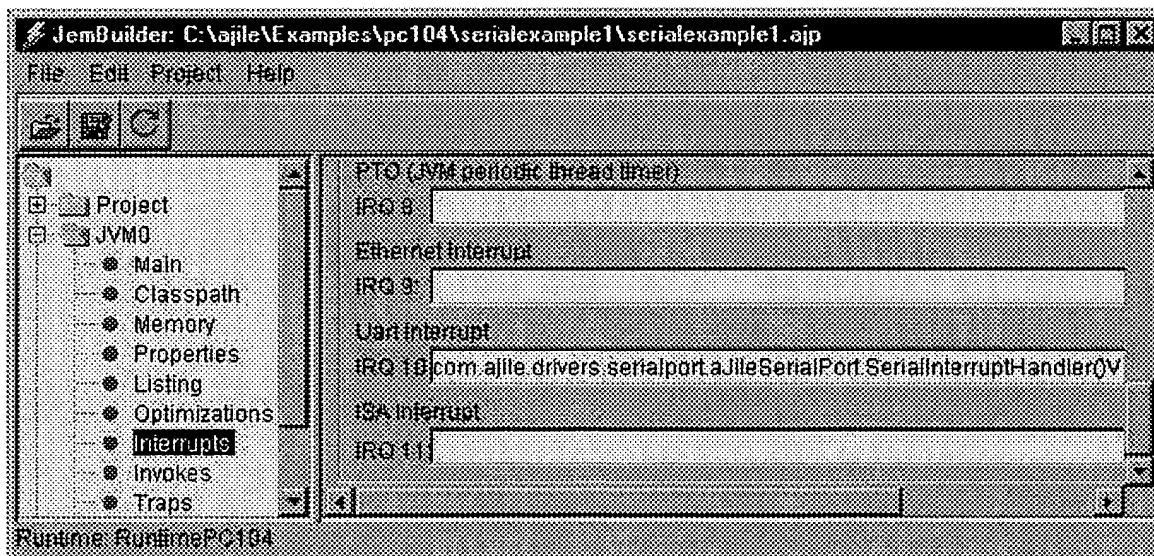 JemBuilder: C:\ajile\Examples\pc104\serialexample1\serialexample1.ajp
File Edit Project Help
Project
JVM0
Main
Classpath
Memory
Properties
Listing
Optimizations
Interrupts
Invokes
Traps
PTO (JVM periodic thread timer)
IRQ 8
Ethernet Interrupt
IRQ 9
Uart Interrupt
IRQ 10 com.ajile.drivers.serialport.aJileSerialPort.SerialInterruptHandler()V
ISA Interrupt
IRQ 11
Runtime: RuntimePC104